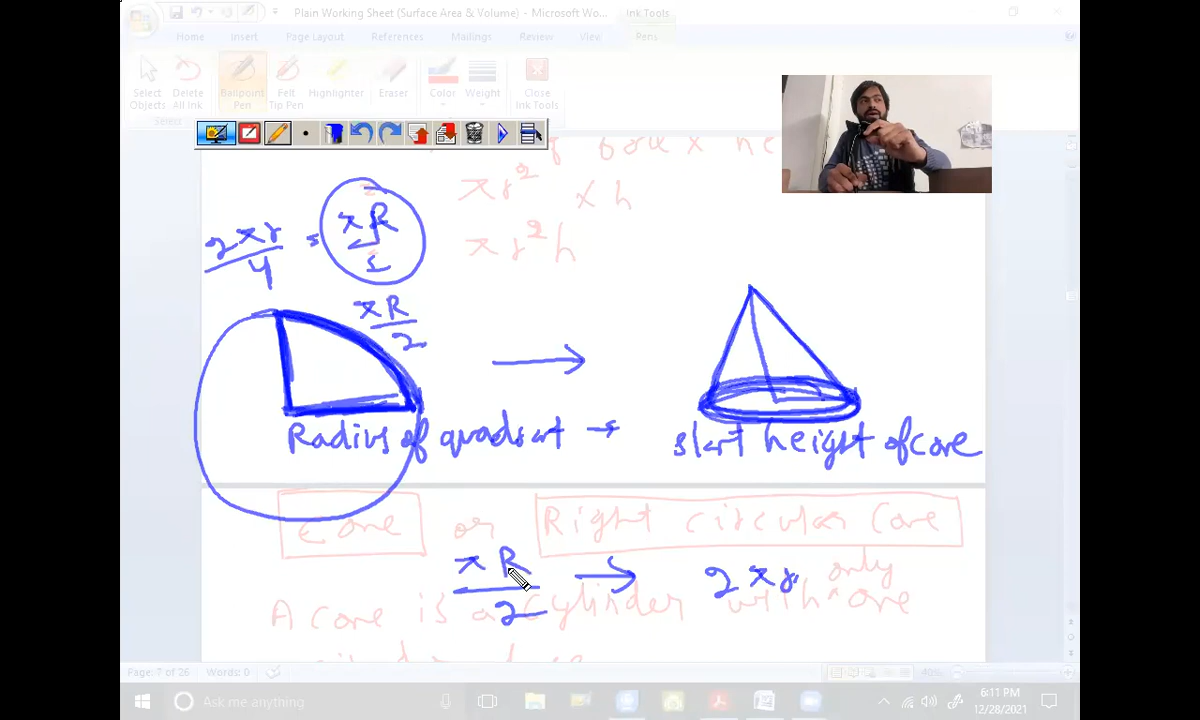 Plain Working Sheet (Surface Area & Volume) - Microsoft Wo...
Ink Tools
Home Insert Page Layout References Mailings Review View Pens
Select Objects
Delete All Ink
Ballpoint Pen
Felt Tip Pen
Highlighter
Eraser
Color
Weight
Close Ink Tools
Select
πr² × h
πr²h
2πr/4 = πR/2
πR/2
Radius of quadrant →
slant height of cone
Cone or Right circular Cone
πR/2 → 2πr
only
A cone is a cylinder with ^ one
Page: 7 of 26 Words: 0 40%
Ask me anything
6:11 PM
12/28/2021